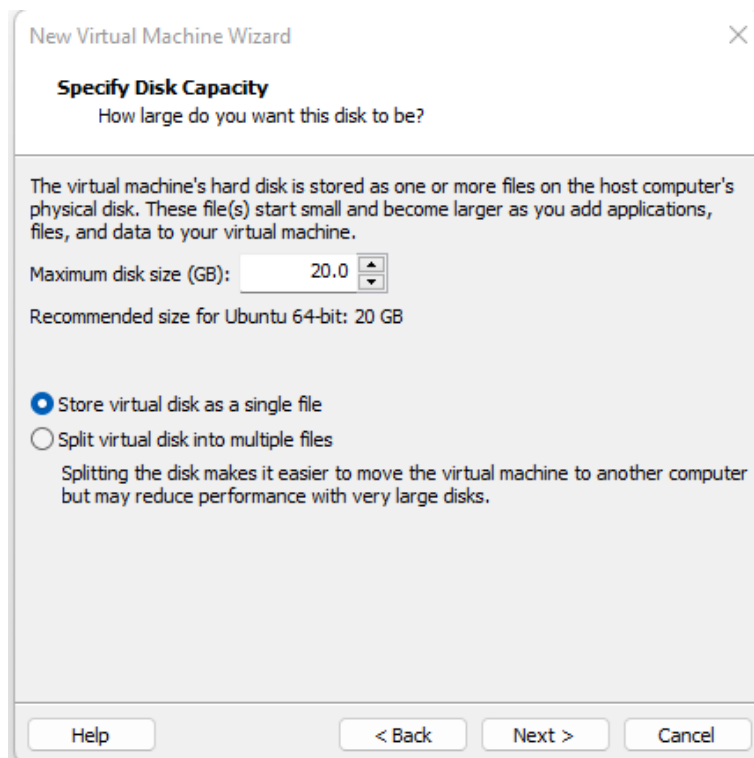 New Virtual Machine Wizard
Specify Disk Capacity
How large do you want this disk to be?
The virtual machine's hard disk is stored as one or more files on the host computer's
physical disk. These file(s) start small and become larger as you add applications,
files, and data to your virtual machine.
Maximum disk size (GB): 20.0
Recommended size for Ubuntu 64-bit: 20 GB
Store virtual disk as a single file
Split virtual disk into multiple files
Splitting the disk makes it easier to move the virtual machine to another computer
but may reduce performance with very large disks.
Help < Back Next > Cancel